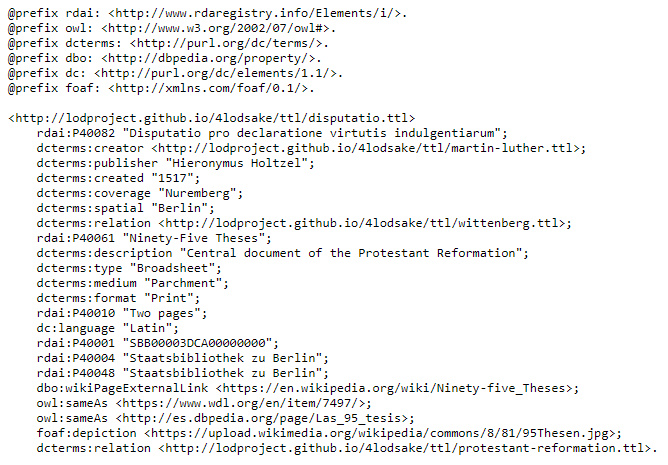 @prefix rdai: <http://www.rdaregistry.info/Elements/i/>.
@prefix owl: <http://www.w3.org/2002/07/owl#>.
@prefix dcterms: <http://purl.org/dc/terms/>.
@prefix dbo: <http://dbpedia.org/property/>.
@prefix dc: <http://purl.org/dc/elements/1.1/>.
@prefix foaf: <http://xmlns.com/foaf/0.1/>.

<http://lodproject.github.io/4lodsake/ttl/disputatio.ttl>
    rdai:P40082 "Disputatio pro declaratione virtutis indulgentiarum";
    dcterms:creator <http://lodproject.github.io/4lodsake/ttl/martin-luther.ttl>;
    dcterms:publisher "Hieronymus Holtzel";
    dcterms:created "1517";
    dcterms:coverage "Nuremberg";
    dcterms:spatial "Berlin";
    dcterms:relation <http://lodproject.github.io/4lodsake/ttl/wittenberg.ttl>;
    rdai:P40061 "Ninety-Five Theses";
    dcterms:description "Central document of the Protestant Reformation";
    dcterms:type "Broadsheet";
    dcterms:medium "Parchment";
    dcterms:format "Print";
    rdai:P40010 "Two pages";
    dc:language "Latin";
    rdai:P40001 "SBB00003DCA00000000";
    rdai:P40004 "Staatsbibliothek zu Berlin";
    rdai:P40048 "Staatsbibliothek zu Berlin";
    dbo:wikiPageExternalLink <https://en.wikipedia.org/wiki/Ninety-five_Theses>;
    owl:sameAs <https://www.wdl.org/en/item/7497/>;
    owl:sameAs <http://es.dbpedia.org/page/Las_95_tesis>;
    foaf:depiction <https://upload.wikimedia.org/wikipedia/commons/8/81/95Thesen.jpg>;
    dcterms:relation <http://lodproject.github.io/4lodsake/ttl/protestant-reformation.ttl>.